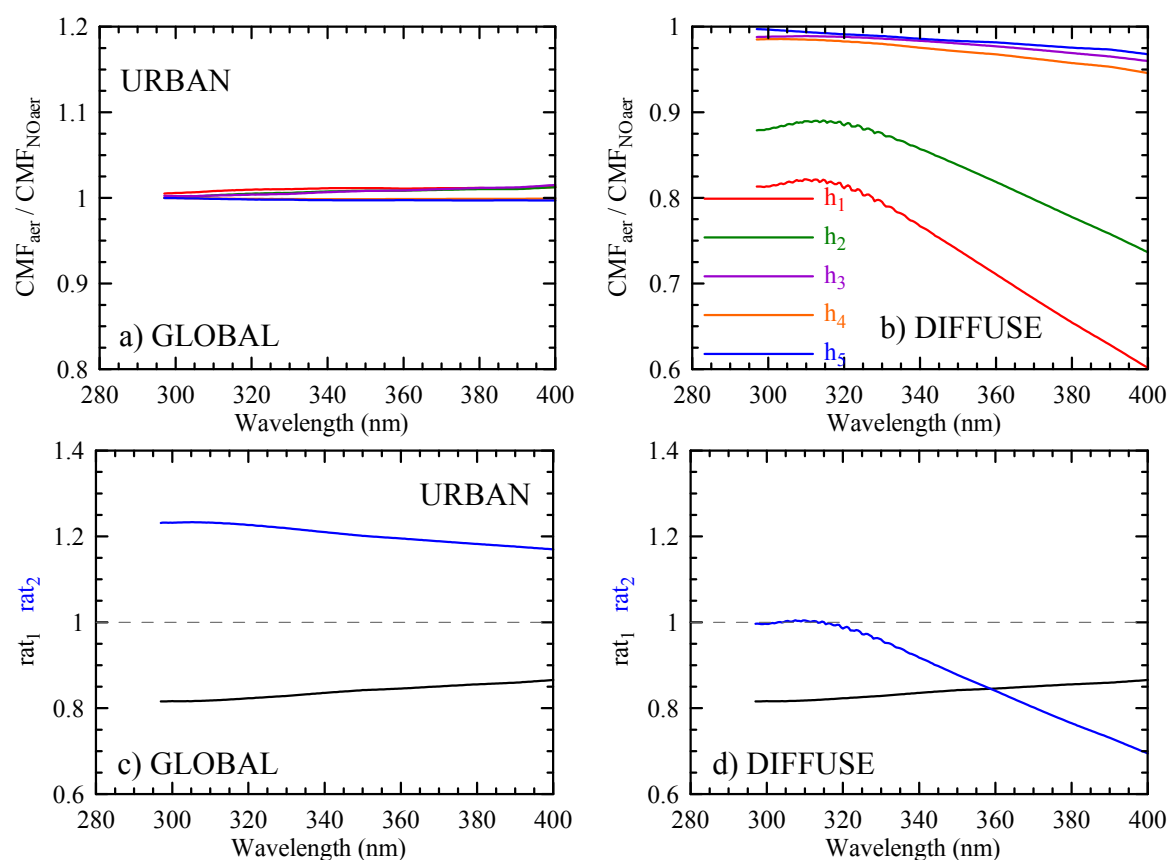 1.2
1.1
1
0.9
0.8
CMF_aer / CMF_NOaer
URBAN
a) GLOBAL
280 300 320 340 360 380 400
Wavelength (nm)
1
0.9
0.8
0.7
0.6
CMF_aer / CMF_NOaer
h₁
h₂
h₃
h₄
h₅
b) DIFFUSE
280 300 320 340 360 380 400
Wavelength (nm)
1.4
1.2
1
0.8
0.6
rat₁ rat₂
URBAN
c) GLOBAL
280 300 320 340 360 380 400
Wavelength (nm)
1.4
1.2
1
0.8
0.6
rat₁ rat₂
d) DIFFUSE
280 300 320 340 360 380 400
Wavelength (nm)